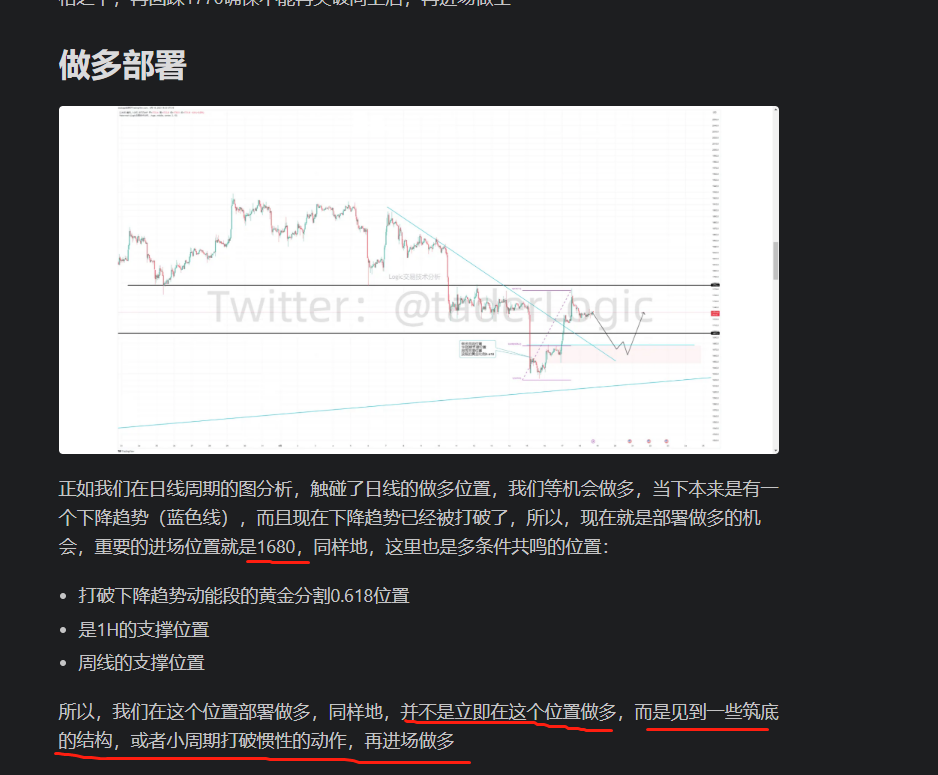 做多部署
Twitter：@taderLogic
Logic交易技术分析
正如我们在日线周期的图分析，触碰了日线的做多位置，我们等机会做多，当下本来是有一
个下降趋势（蓝色线），而且现在下降趋势已经被打破了，所以，现在就是部署做多的机
会，重要的进场位置就是1680，同样地，这里也是多条件共鸣的位置：
• 打破下降趋势动能段的黄金分割0.618位置
• 是1H的支撑位置
• 周线的支撑位置
所以，我们在这个位置部署做多，同样地，并不是立即在这个位置做多，而是见到一些筑底
的结构，或者小周期打破惯性的动作，再进场做多